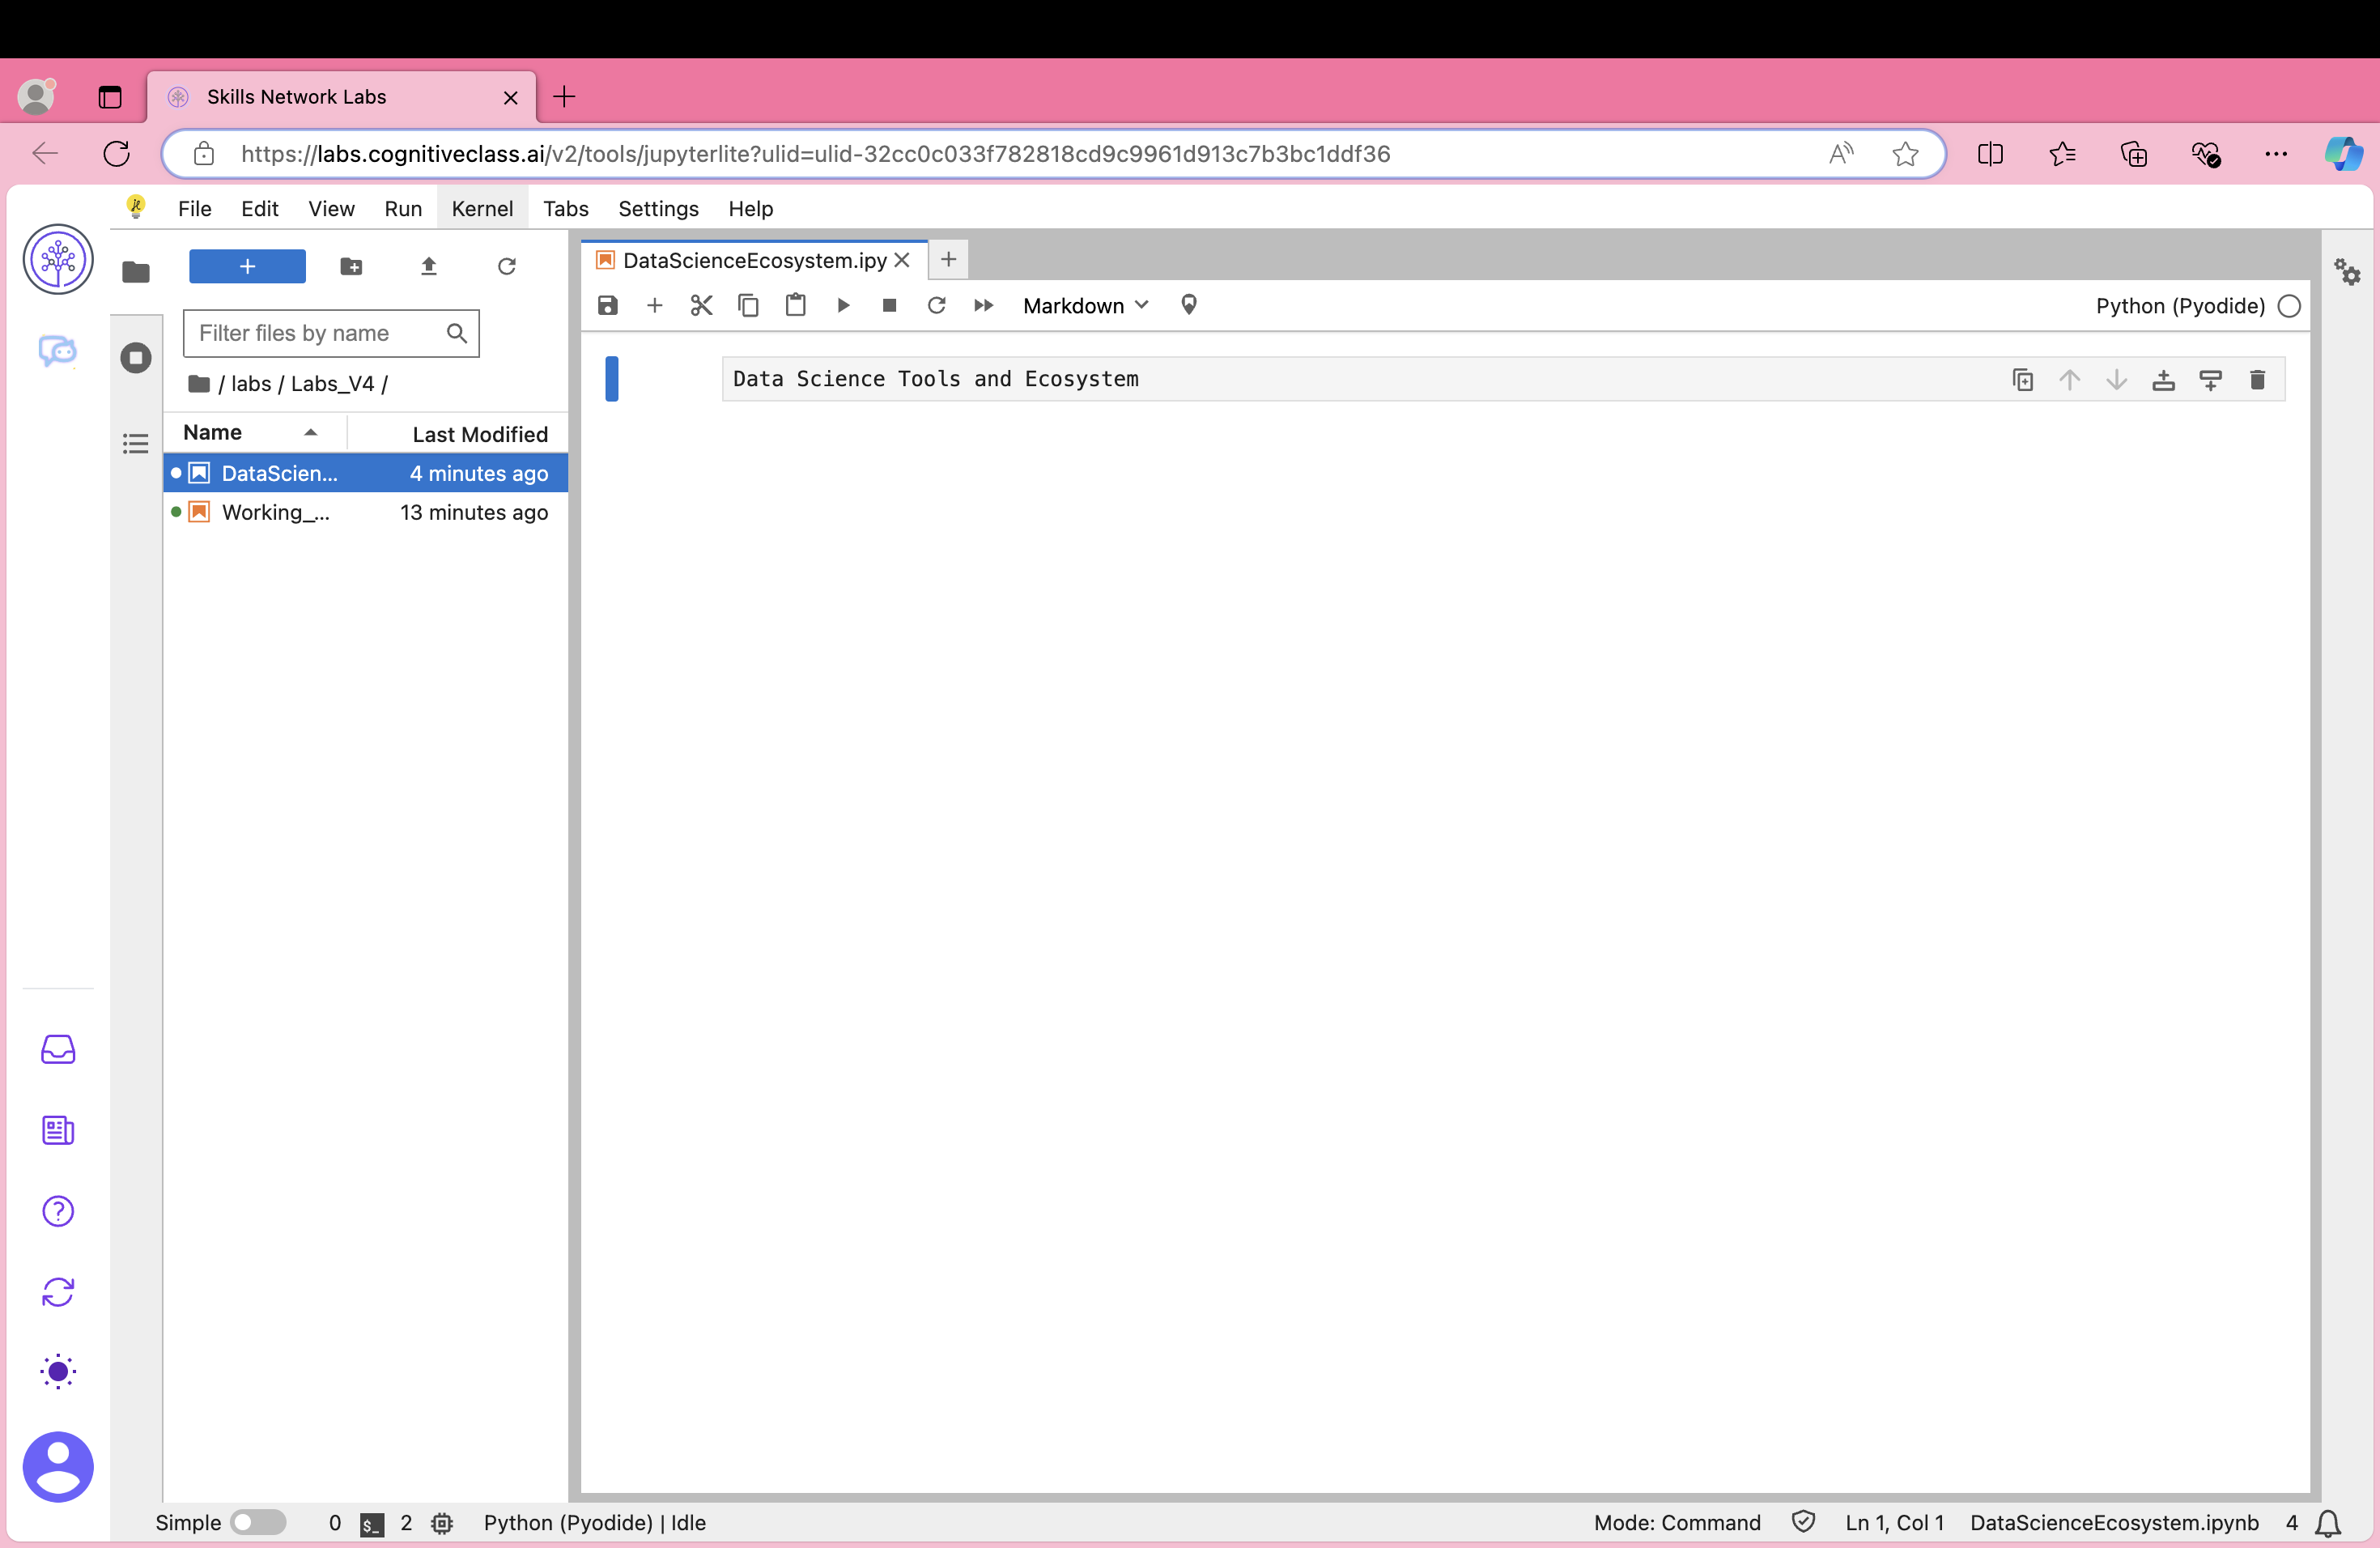 Skills Network Labs
https://labs.cognitiveclass.ai/v2/tools/jupyterlite?ulid=ulid-32cc0c033f782818cd9c9961d913c7b3bc1ddf36
File Edit View Run Kernel Tabs Settings Help
DataScienceEcosystem.ipy
Markdown
Python (Pyodide)
Filter files by name
/ labs / Labs_V4 /
Name Last Modified
DataScien... 4 minutes ago
Working_... 13 minutes ago
Data Science Tools and Ecosystem
Simple 0 $_ 2 Python (Pyodide) | Idle Mode: Command Ln 1, Col 1 DataScienceEcosystem.ipynb 4